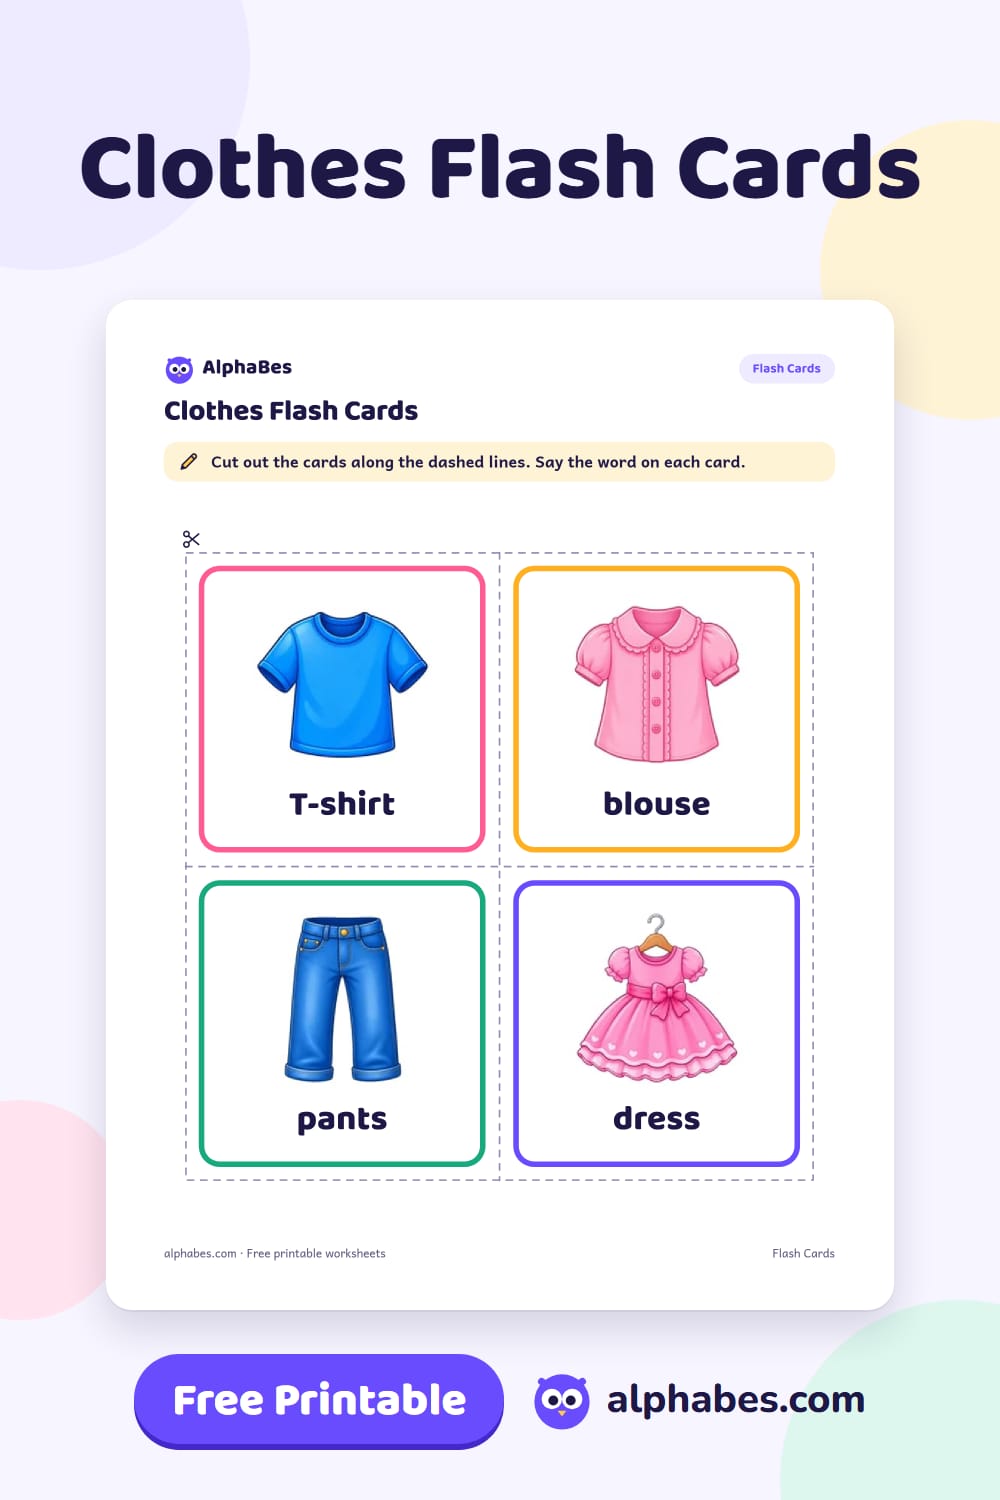 Clothes Flash Cards
AlphaBes
Flash Cards
Clothes Flash Cards
Cut out the cards along the dashed lines. Say the word on each card.
T-shirt
blouse
pants
dress
alphabes.com · Free printable worksheets
Flash Cards
Free Printable
alphabes.com